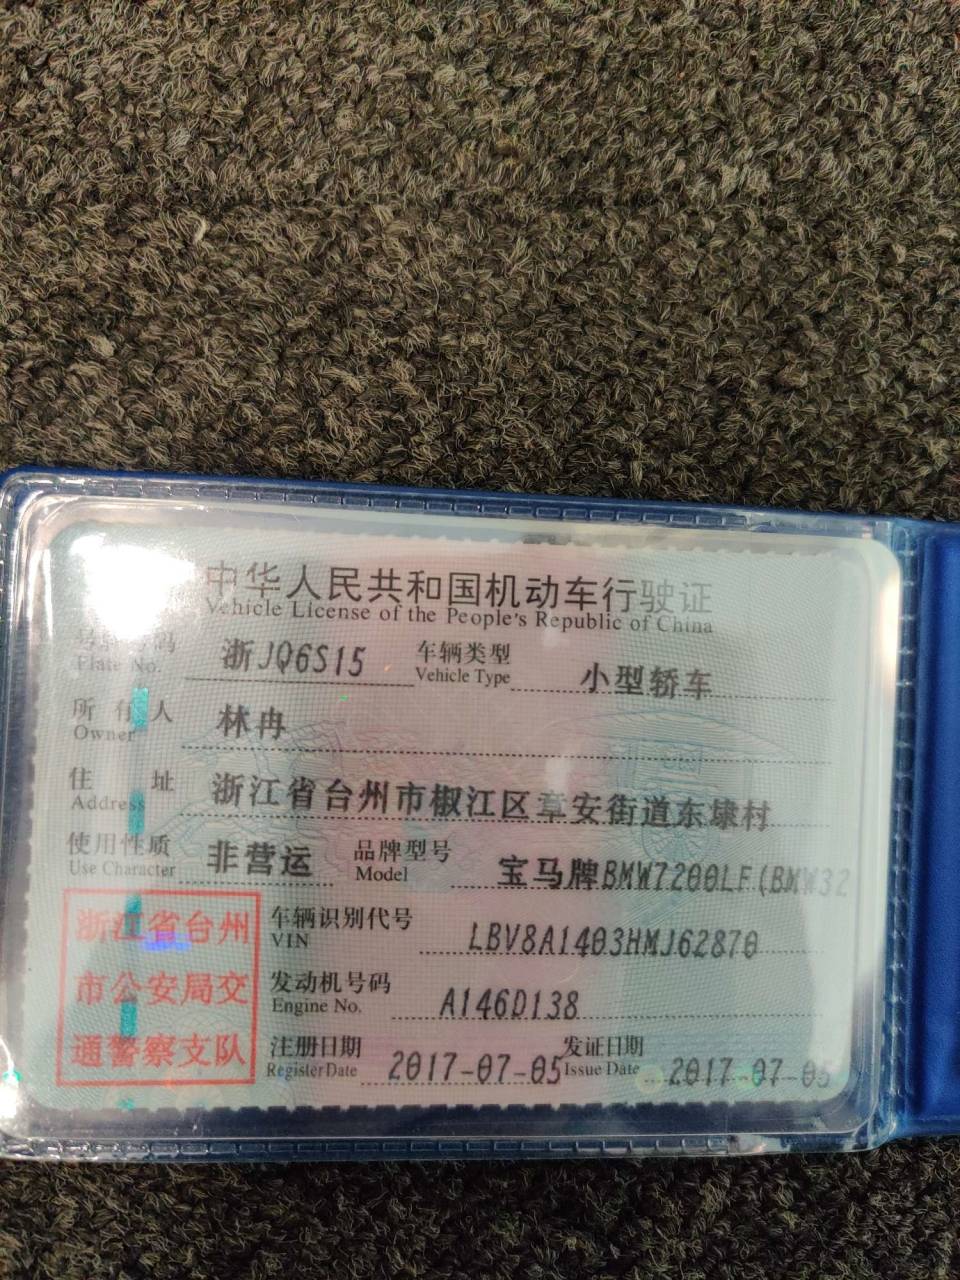 中华人民共和国机动车行驶证
Vehicle License of the People's Republic of China
号牌号码 浙JQ6S15 车辆类型 小型轿车
Plate No. Vehicle Type
所有人 林冉
Owner
住址 浙江省台州市椒江区章安街道东埭村
Address
使用性质 非营运 品牌型号 宝马牌BMW7200LF(BMW32
Use Character Model
浙江省台州
市公安局交
通警察支队
车辆识别代号 LBV8A1403HMJ62870
VIN
发动机号码 A146D138
Engine No.
注册日期 2017-07-05 发证日期 2017-07-05
Register Date Issue Date